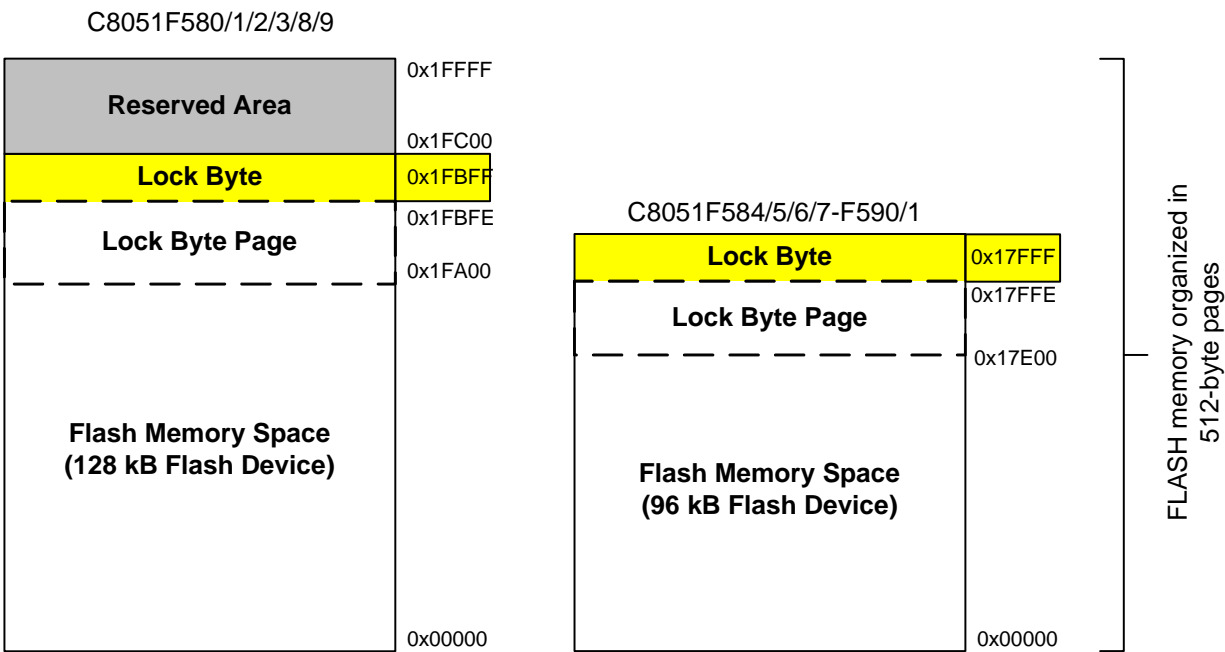 C8051F580/1/2/3/8/9
0x1FFFF
Reserved Area
0x1FC00
Lock Byte
0x1FBFF
0x1FBFE
Lock Byte Page
0x1FA00
Flash Memory Space
(128 kB Flash Device)
0x00000
C8051F584/5/6/7-F590/1
Lock Byte
0x17FFF
0x17FFE
Lock Byte Page
0x17E00
Flash Memory Space
(96 kB Flash Device)
0x00000
FLASH memory organized in
512-byte pages